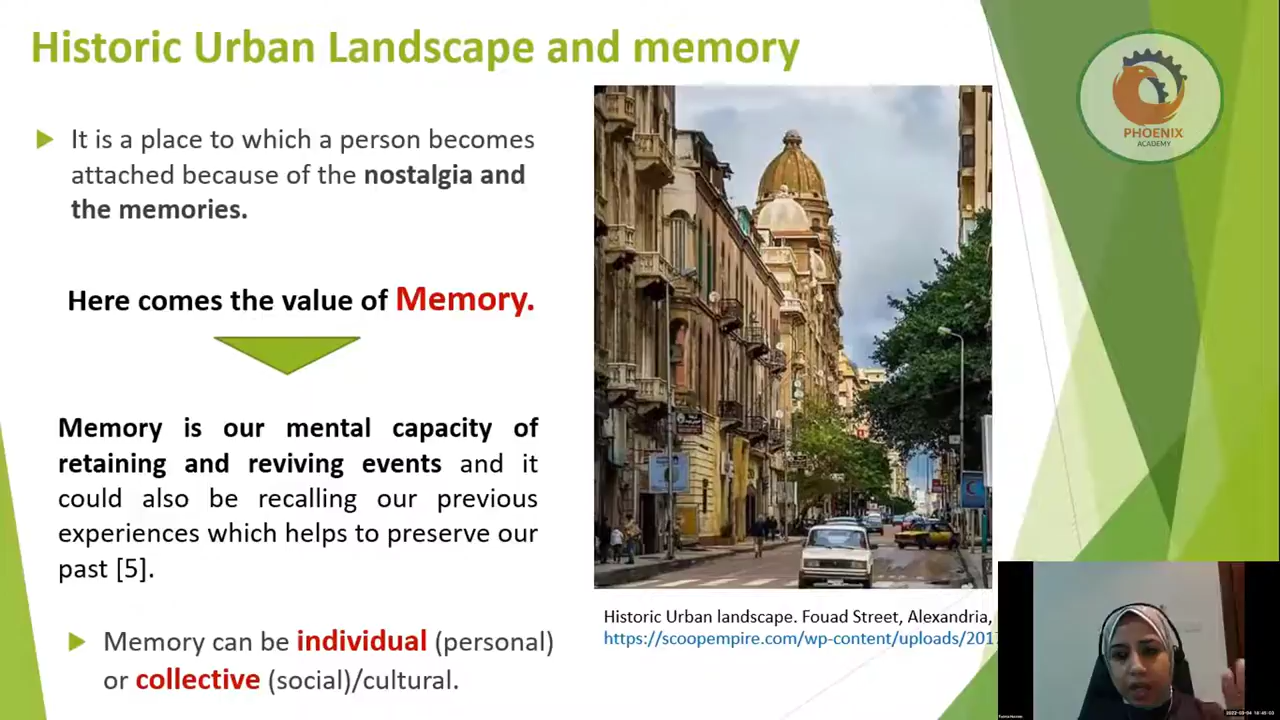 Historic Urban Landscape and memory
It is a place to which a person becomes
attached because of the nostalgia and
the memories.
Here comes the value of Memory.
Memory is our mental capacity of
retaining and reviving events and it
could also be recalling our previous
experiences which helps to preserve our
past [5].
Memory can be individual (personal)
or collective (social)/cultural.
Historic Urban landscape. Fouad Street, Alexandria,
https://scoopempire.com/wp-content/uploads/201
PHOENIX
ACADEMY